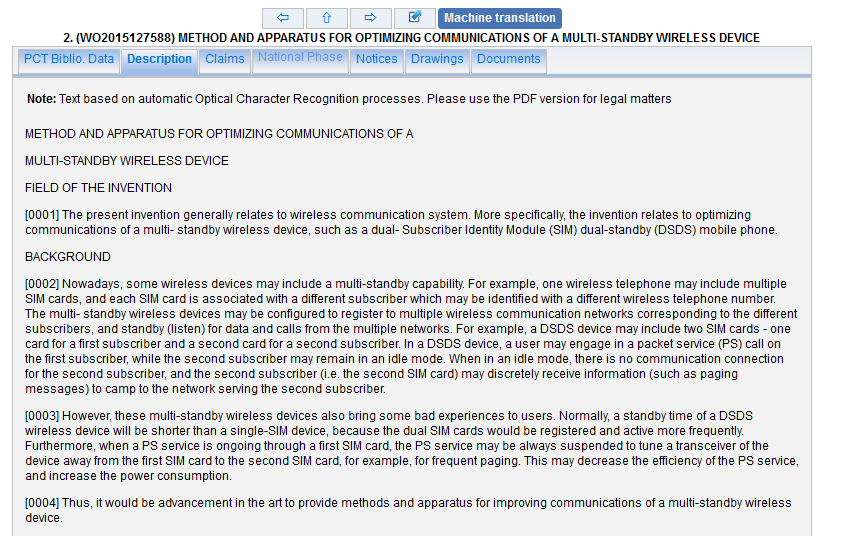 Machine translation
2. (WO2015127588) METHOD AND APPARATUS FOR OPTIMIZING COMMUNICATIONS OF A MULTI-STANDBY WIRELESS DEVICE
PCT Biblio. Data Description Claims National Phase Notices Drawings Documents
Note: Text based on automatic Optical Character Recognition processes. Please use the PDF version for legal matters
METHOD AND APPARATUS FOR OPTIMIZING COMMUNICATIONS OF A
MULTI-STANDBY WIRELESS DEVICE
FIELD OF THE INVENTION
[0001] The present invention generally relates to wireless communication system. More specifically, the invention relates to optimizing
communications of a multi- standby wireless device, such as a dual- Subscriber Identity Module (SIM) dual-standby (DSDS) mobile phone.
BACKGROUND
[0002] Nowadays, some wireless devices may include a multi-standby capability. For example, one wireless telephone may include multiple
SIM cards, and each SIM card is associated with a different subscriber which may be identified with a different wireless telephone number.
The multi- standby wireless devices may be configured to register to multiple wireless communication networks corresponding to the different
subscribers, and standby (listen) for data and calls from the multiple networks. For example, a DSDS device may include two SIM cards - one
card for a first subscriber and a second card for a second subscriber. In a DSDS device, a user may engage in a packet service (PS) call on
the first subscriber, while the second subscriber may remain in an idle mode. When in an idle mode, there is no communication connection
for the second subscriber, and the second subscriber (i.e. the second SIM card) may discretely receive information (such as paging
messages) to camp to the network serving the second subscriber.
[0003] However, these multi-standby wireless devices also bring some bad experiences to users. Normally, a standby time of a DSDS
wireless device will be shorter than a single-SIM device, because the dual SIM cards would be registered and active more frequently.
Furthermore, when a PS service is ongoing through a first SIM card, the PS service may be always suspended to tune a transceiver of the
device away from the first SIM card to the second SIM card, for example, for frequent paging. This may decrease the efficiency of the PS service,
and increase the power consumption.
[0004] Thus, it would be advancement in the art to provide methods and apparatus for improving communications of a multi-standby wireless
device.